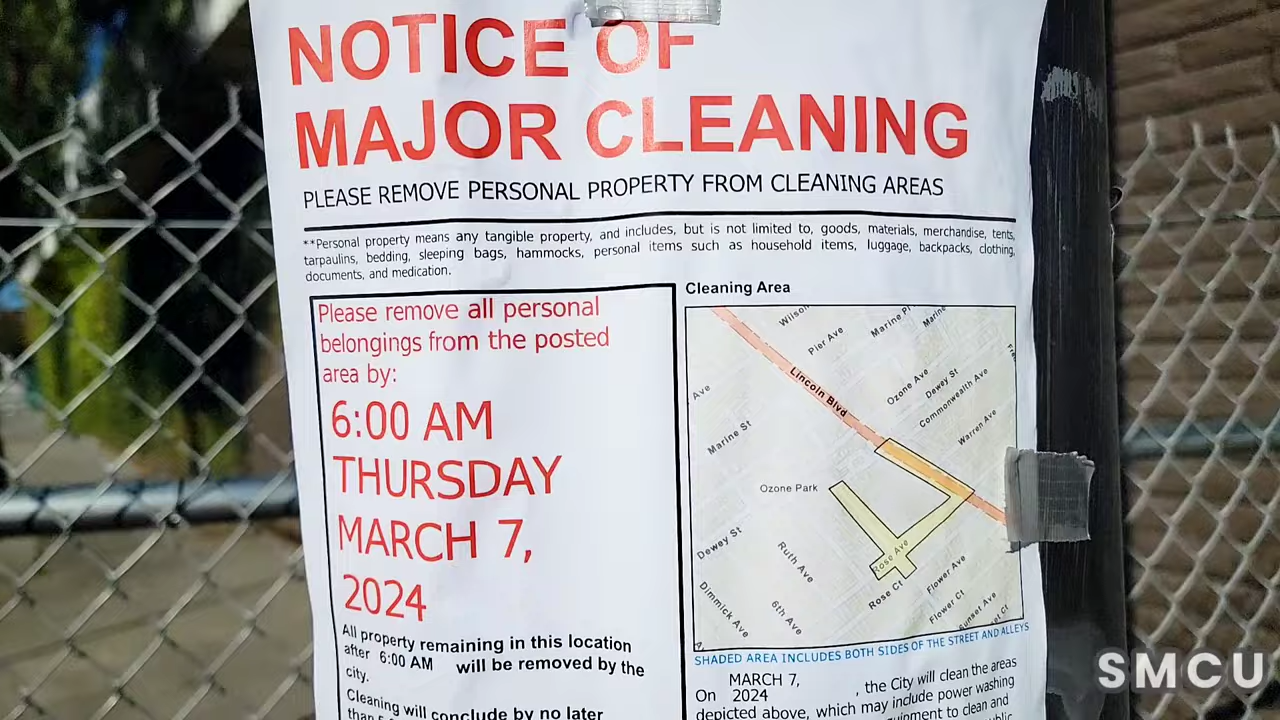 NOTICE OF
MAJOR CLEANING
PLEASE REMOVE PERSONAL PROPERTY FROM CLEANING AREAS
**Personal property means any tangible property, and includes, but is not limited to, goods, materials, merchandise, tents,
tarpaulins, bedding, sleeping bags, hammocks, personal items such as household items, luggage, backpacks, clothing,
documents, and medication.
Please remove all personal
belongings from the posted
area by:
6:00 AM
THURSDAY
MARCH 7,
2024
All property remaining in this location
after 6:00 AM will be removed by the
city.
Cleaning will conclude by no later
than
Cleaning Area
Pier Ave
Marine Pl
Marine
Lincoln Blvd
Ave
Marine St
Ozone Ave
Dewey St
Commonwealth Ave
Warren Ave
Ozone Park
Dewey St
Ruth Ave
Rose Ave
Rose Ct
Flower Ave
Flower Ct
Sunset Ave
Dimmick Ave
6th Ave
SHADED AREA INCLUDES BOTH SIDES OF THE STREET AND ALLEYS
On MARCH 7, 2024, the City will clean the areas
depicted above, which may include power washing
to clean and
SMCU